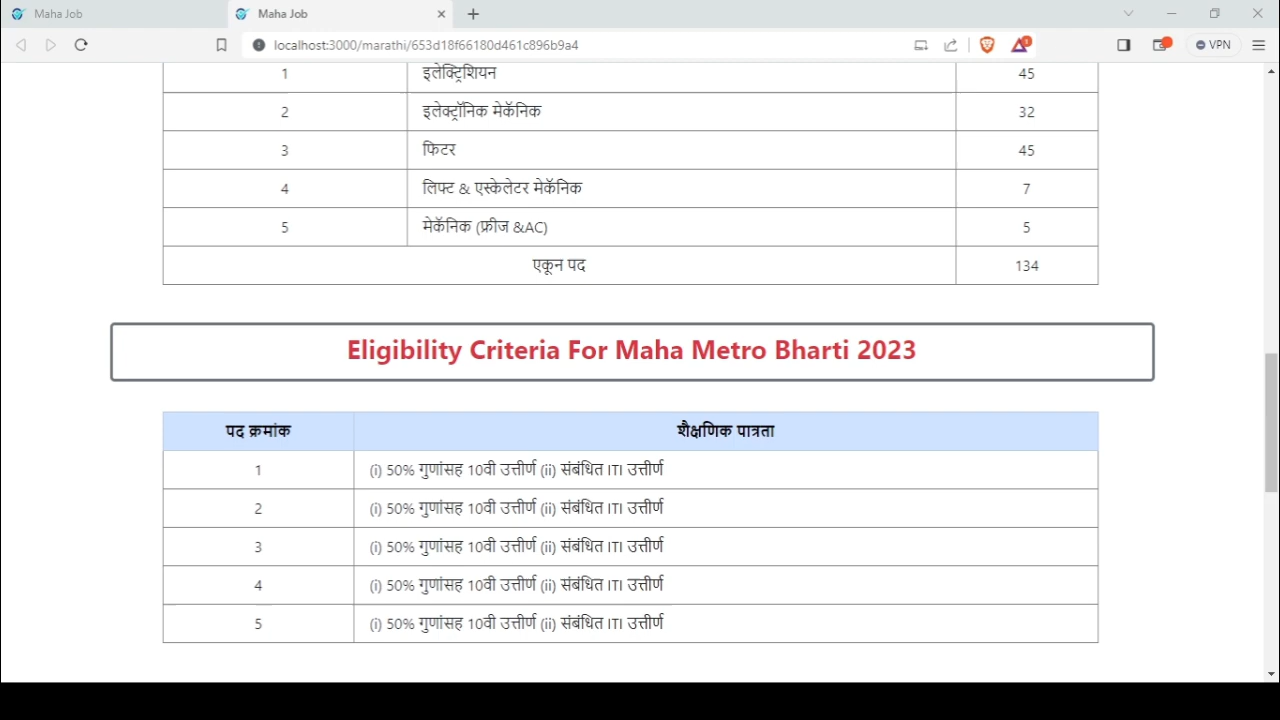 Maha Job
Maha Job
localhost:3000/marathi/653d18f66180d461c896b9a4
1
VPN
1 इलेक्ट्रिशियन 45
2 इलेक्ट्रॉनिक मेकॅनिक 32
3 फिटर 45
4 लिफ्ट & एस्केलेटर मेकॅनिक 7
5 मेकॅनिक (फ्रीज &AC) 5
एकून पद 134
Eligibility Criteria For Maha Metro Bharti 2023
पद क्रमांक शैक्षणिक पात्रता
1 (i) 50% गुणांसह 10वी उत्तीर्ण (ii) संबंधित ITI उत्तीर्ण
2 (i) 50% गुणांसह 10वी उत्तीर्ण (ii) संबंधित ITI उत्तीर्ण
3 (i) 50% गुणांसह 10वी उत्तीर्ण (ii) संबंधित ITI उत्तीर्ण
4 (i) 50% गुणांसह 10वी उत्तीर्ण (ii) संबंधित ITI उत्तीर्ण
5 (i) 50% गुणांसह 10वी उत्तीर्ण (ii) संबंधित ITI उत्तीर्ण